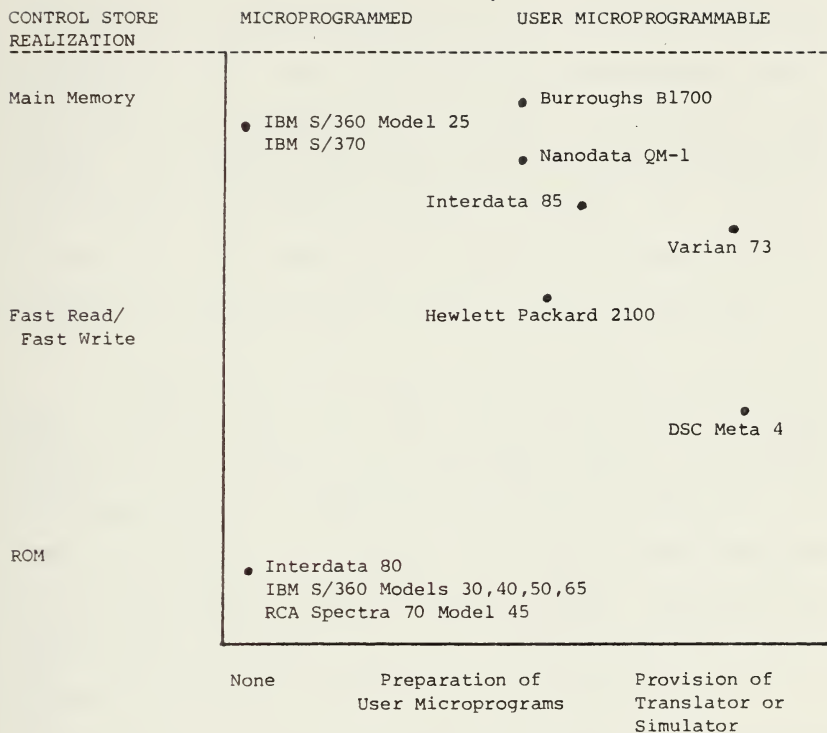 CONTROL STORE MICROPROGRAMMED USER MICROPROGRAMMABLE
REALIZATION
Main Memory
Burroughs B1700
IBM S/360 Model 25
IBM S/370
Nanodata QM-1
Interdata 85
Varian 73
Fast Read/
Fast Write
Hewlett Packard 2100
DSC Meta 4
ROM
Interdata 80
IBM S/360 Models 30,40,50,65
RCA Spectra 70 Model 45
None Preparation of Provision of
User Microprograms Translator or
Simulator